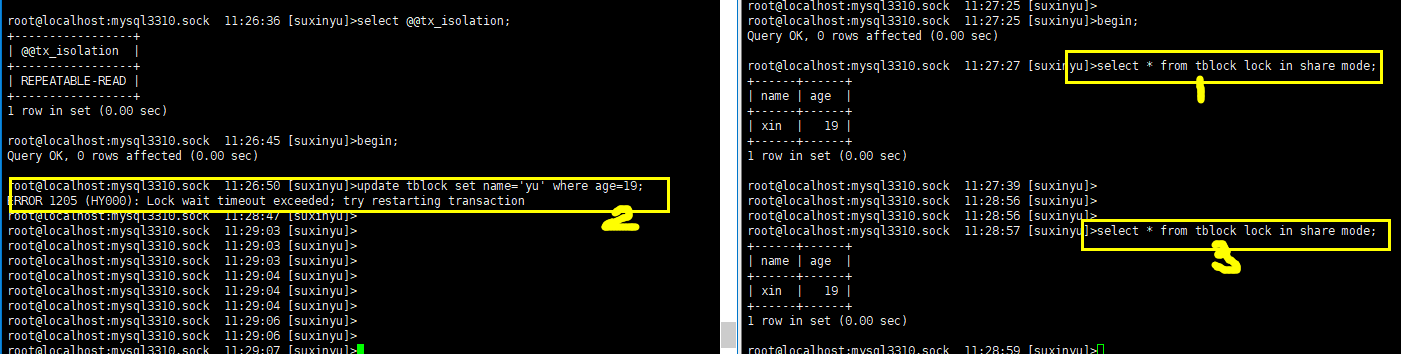 root@localhost:mysql3310.sock  11:26:36 [suxinyu]>select @@tx_isolation;
+-----------------+
| @@tx_isolation  |
+-----------------+
| REPEATABLE-READ |
+-----------------+
1 row in set (0.00 sec)
root@localhost:mysql3310.sock  11:26:45 [suxinyu]>begin;
Query OK, 0 rows affected (0.00 sec)
root@localhost:mysql3310.sock  11:26:50 [suxinyu]>update tblock set name='yu' where age=19;
ERROR 1205 (HY000): Lock wait timeout exceeded; try restarting transaction
2
root@localhost:mysql3310.sock  11:28:47 [suxinyu]>
root@localhost:mysql3310.sock  11:29:03 [suxinyu]>
root@localhost:mysql3310.sock  11:29:03 [suxinyu]>
root@localhost:mysql3310.sock  11:29:03 [suxinyu]>
root@localhost:mysql3310.sock  11:29:04 [suxinyu]>
root@localhost:mysql3310.sock  11:29:04 [suxinyu]>
root@localhost:mysql3310.sock  11:29:04 [suxinyu]>
root@localhost:mysql3310.sock  11:29:06 [suxinyu]>
root@localhost:mysql3310.sock  11:29:06 [suxinyu]>
root@localhost:mysql3310.sock  11:29:07 [suxinyu]>
root@localhost:mysql3310.sock  11:27:25 [suxinyu]>
root@localhost:mysql3310.sock  11:27:25 [suxinyu]>begin;
Query OK, 0 rows affected (0.00 sec)
root@localhost:mysql3310.sock  11:27:27 [suxinyu]>select * from tblock lock in share mode;
1
+------+------+
| name | age  |
+------+------+
| xin  |   19 |
+------+------+
1 row in set (0.00 sec)
root@localhost:mysql3310.sock  11:27:39 [suxinyu]>
root@localhost:mysql3310.sock  11:28:56 [suxinyu]>
root@localhost:mysql3310.sock  11:28:56 [suxinyu]>
root@localhost:mysql3310.sock  11:28:57 [suxinyu]>select * from tblock lock in share mode;
3
+------+------+
| name | age  |
+------+------+
| xin  |   19 |
+------+------+
1 row in set (0.00 sec)
root@localhost:mysql3310.sock  11:28:59 [suxinyu]>